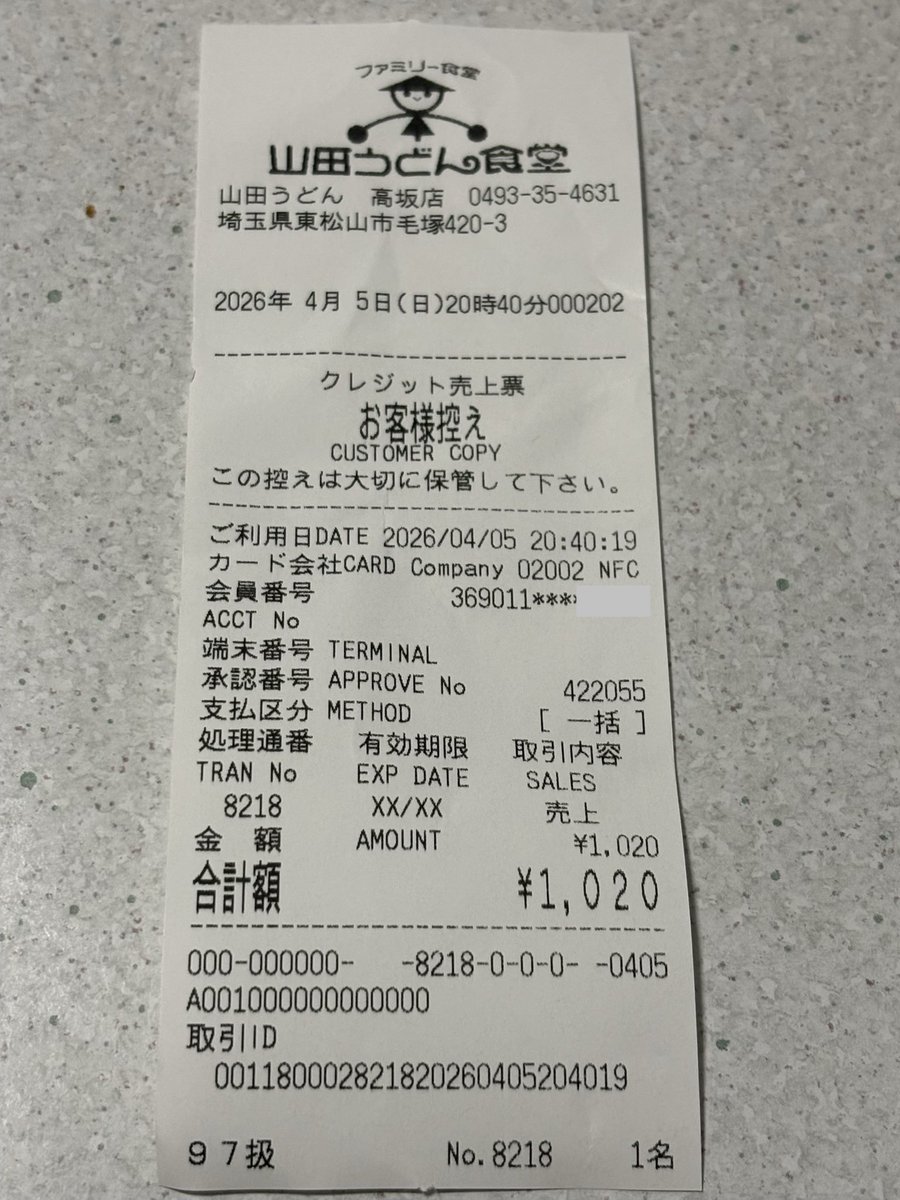 ファミリー食堂
山田うどん食堂
山田うどん 高坂店 0493-35-4631
埼玉県東松山市毛塚420-3
2026年 4月 5日(日)20時40分000202
クレジット売上票
お客様控え
CUSTOMER COPY
この控えは大切に保管して下さい。
ご利用日DATE 2026/04/05 20:40:19
カード会社CARD Company 02002 NFC
会員番号 369011****
ACCT No
端末番号 TERMINAL
承認番号 APPROVE No 422055
支払区分 METHOD [ 一括 ]
処理通番 有効期限 取引内容
TRAN No EXP DATE SALES
8218 XX/XX 売上
金 額 AMOUNT ¥1,020
合計額 ¥1,020
000-000000- -8218-0-0-0- -0405
A001000000000000
取引ID
001180002821820260405204019
97扱 No.8218 1名